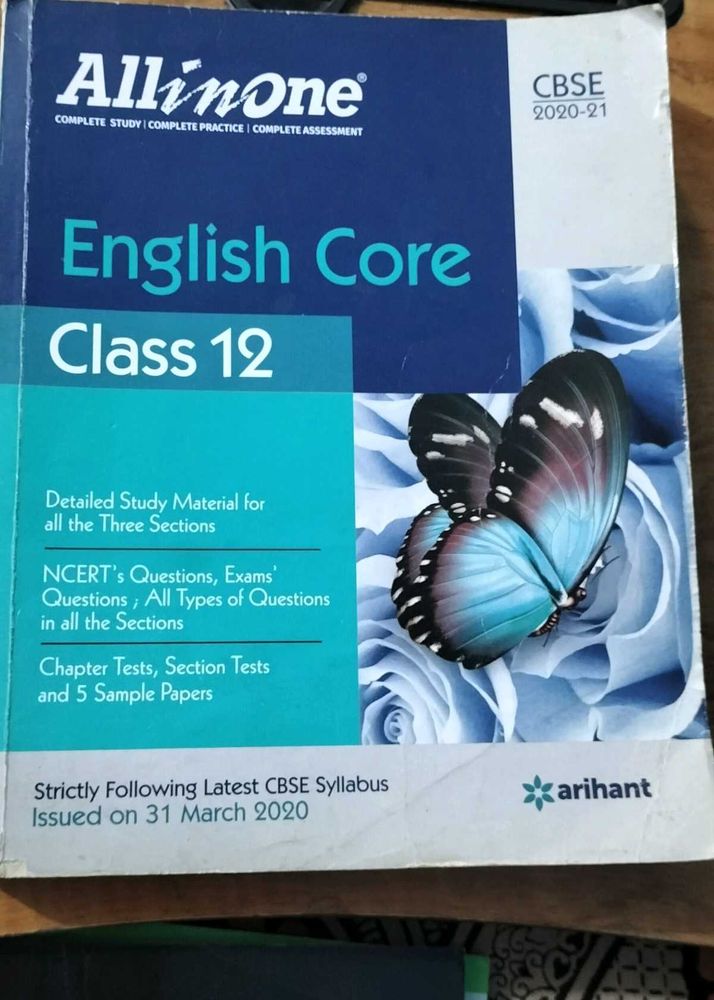 All in One®
COMPLETE STUDY | COMPLETE PRACTICE | COMPLETE ASSESSMENT
CBSE
2020-21
English Core
Class 12
Detailed Study Material for
all the Three Sections
NCERT's Questions, Exams'
Questions ; All Types of Questions
in all the Sections
Chapter Tests, Section Tests
and 5 Sample Papers
Strictly Following Latest CBSE Syllabus
Issued on 31 March 2020
arihant